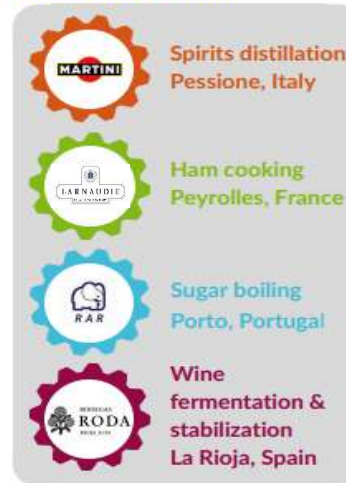 MARTINI
Spirits distillation
Pessione, Italy
LARNAUDIE
Ham cooking
Peyrolles, France
RAR
Sugar boiling
Porto, Portugal
BODEGAS
RODA
Wine
fermentation &
stabilization
La Rioja, Spain